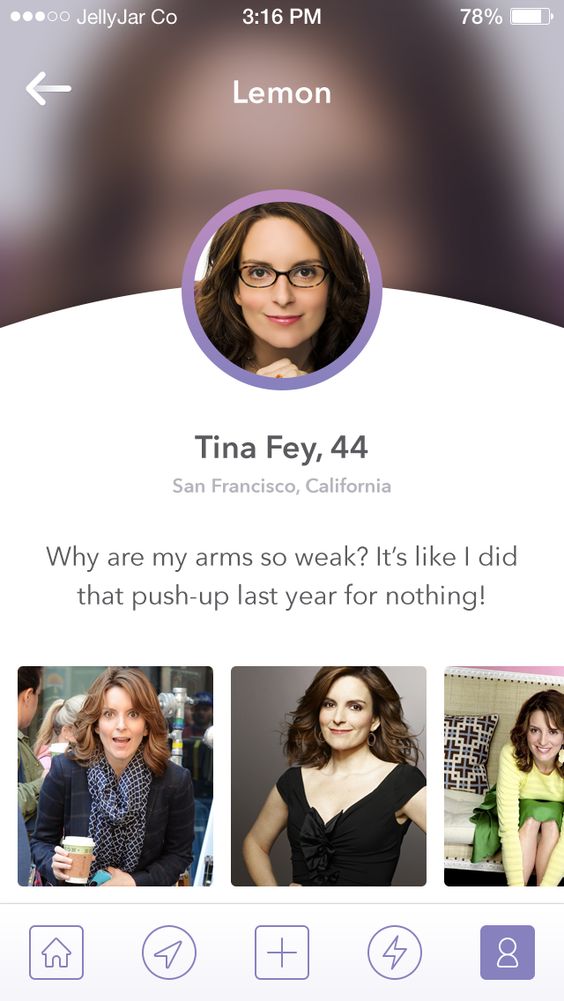 JellyJar Co 3:16 PM 78%
Lemon
Tina Fey, 44
San Francisco, California
Why are my arms so weak? It’s like I did
that push-up last year for nothing!